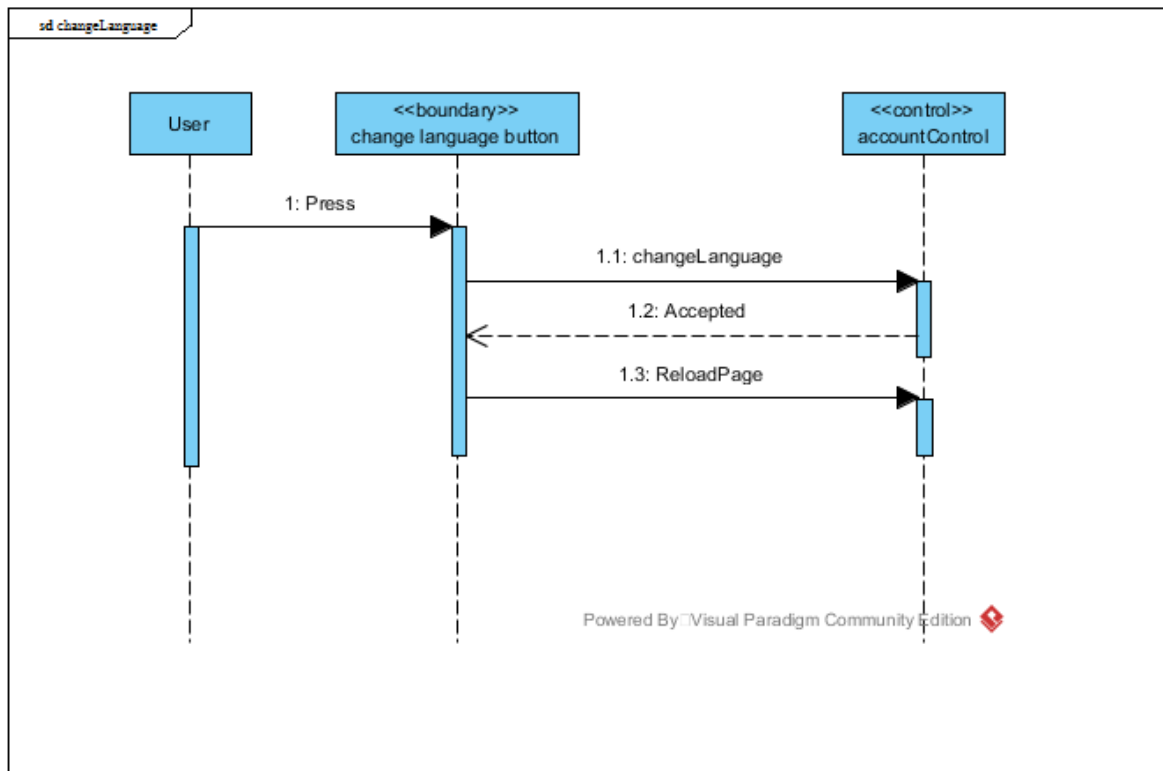 sd changeLanguage
User
<<boundary>>
change language button
<<control>>
accountControl
1: Press
1.1: changeLanguage
1.2: Accepted
1.3: ReloadPage
Powered By Visual Paradigm Community Edition